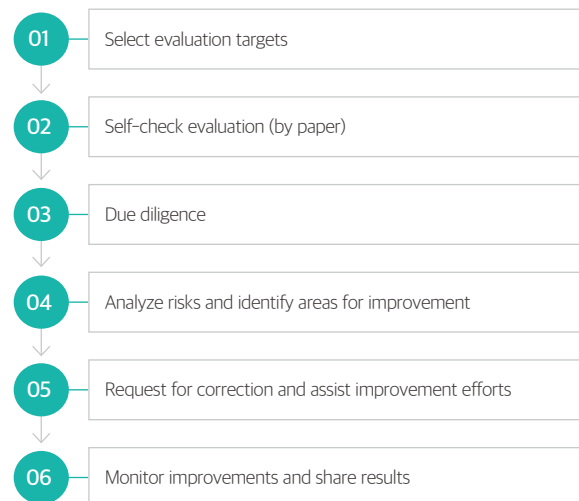 01 Select evaluation targets
02 Self-check evaluation (by paper)
03 Due diligence
04 Analyze risks and identify areas for improvement
05 Request for correction and assist improvement efforts
06 Monitor improvements and share results